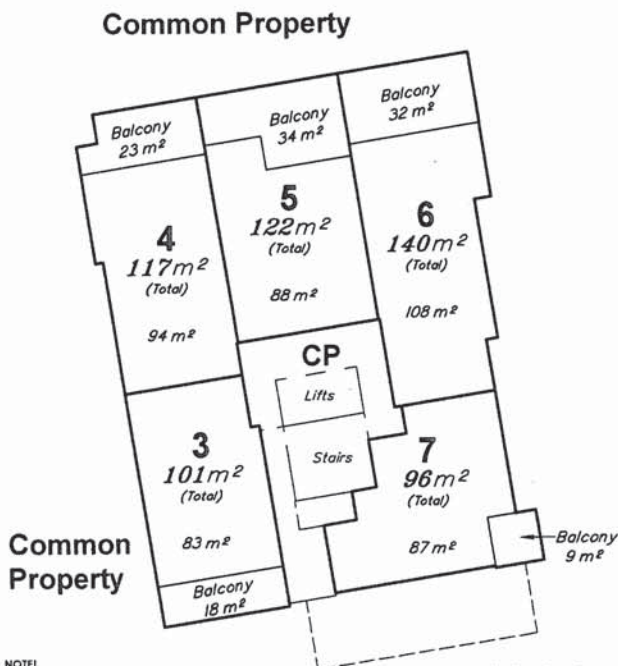 Common Property
Balcony
23 m²
Balcony
34 m²
Balcony
32 m²
4
117m²
(Total)
94 m²
5
122m²
(Total)
88 m²
6
140m²
(Total)
108 m²
CP
Lifts
Stairs
3
101m²
(Total)
83 m²
Balcony
18 m²
7
96m²
(Total)
87 m²
Balcony
9 m²
Common
Property